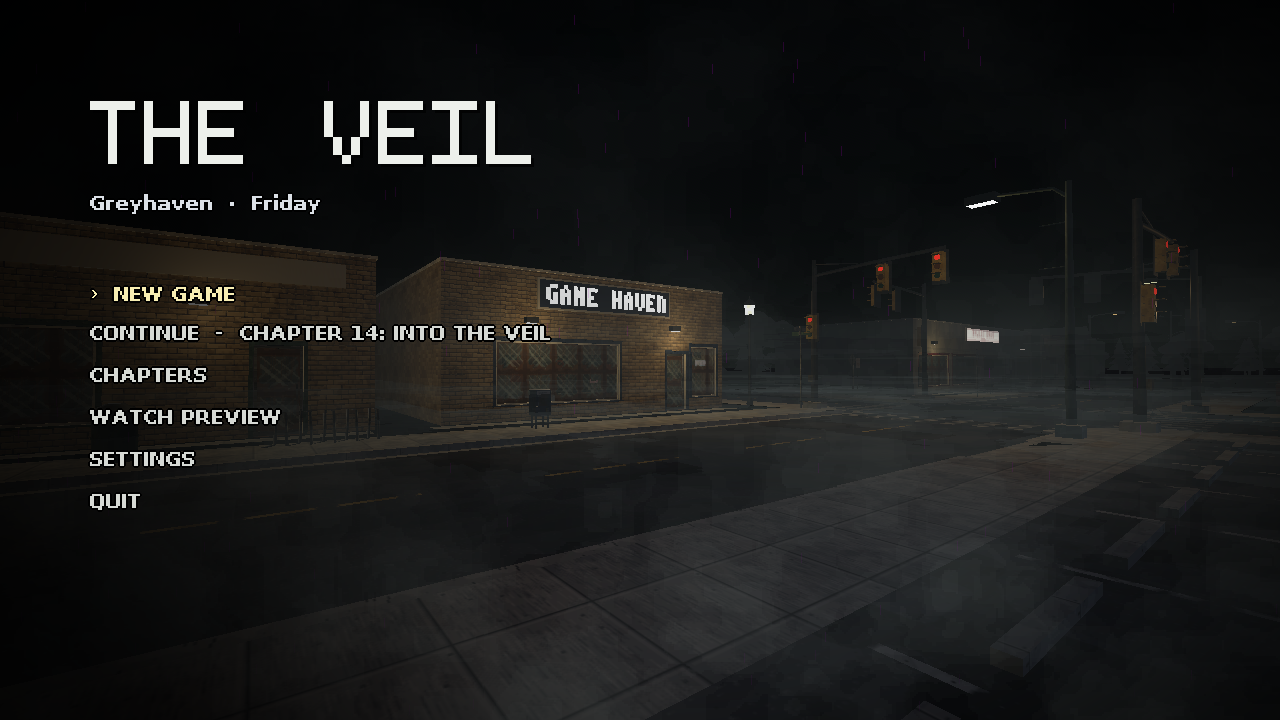 THE VEIL
Greyhaven · Friday
› NEW GAME
CONTINUE - CHAPTER 14: INTO THE VEIL
CHAPTERS
WATCH PREVIEW
SETTINGS
QUIT
GAME HAVEN